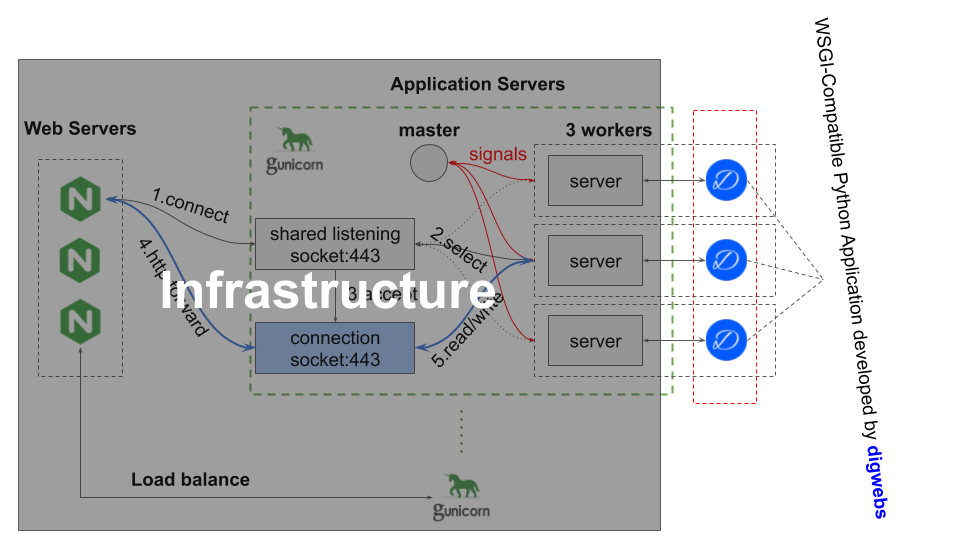 Application Servers
Web Servers
gunicorn
master
3 workers
signals
server
1.connect
shared listening
socket:443
2.select
server
4.http forward
Infrastructure
3.accept
connection
socket:443
5.read/write
server
Load balance
gunicorn
WSGI-Compatible Python Application developed by digwebs